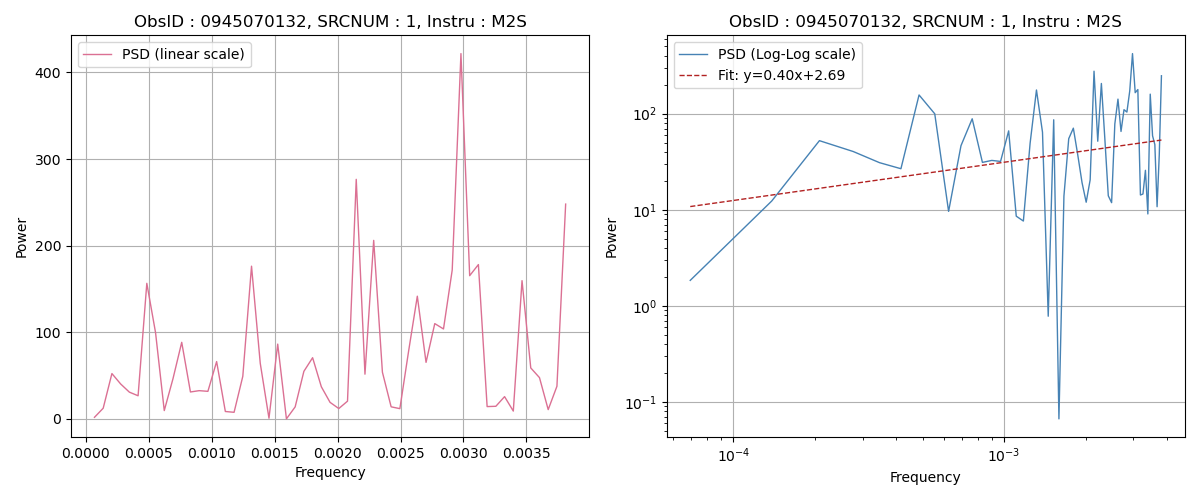 ObsID : 0945070132, SRCNUM : 1, Instru : M2S
PSD (linear scale)
400
300
200
100
0
Power
0.0000 0.0005 0.0010 0.0015 0.0020 0.0025 0.0030 0.0035
Frequency
ObsID : 0945070132, SRCNUM : 1, Instru : M2S
PSD (Log-Log scale)
Fit: y=0.40x+2.69
10²
10¹
10⁰
10⁻¹
Power
10⁻⁴ 10⁻³
Frequency